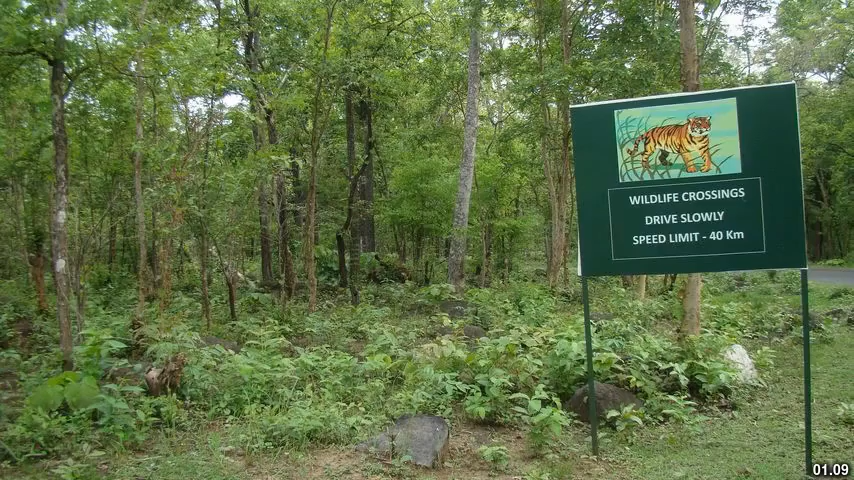 WILDLIFE CROSSINGS
DRIVE SLOWLY
SPEED LIMIT - 40 Km
01.09